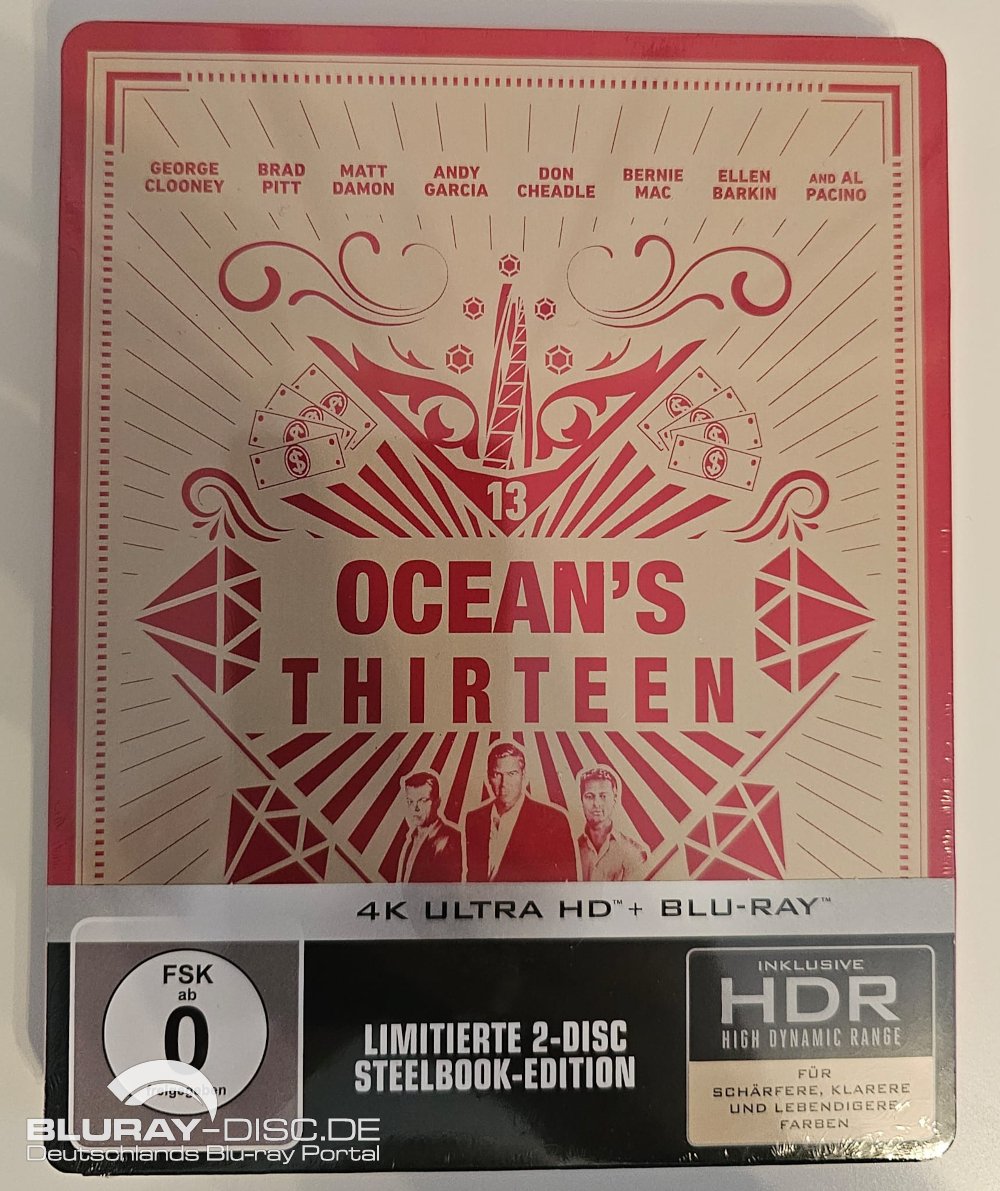 GEORGE CLOONEY
BRAD PITT
MATT DAMON
ANDY GARCIA
DON CHEADLE
BERNIE MAC
ELLEN BARKIN
AND AL PACINO
13
OCEAN'S
THIRTEEN
4K ULTRA HD™ + BLU-RAY™
FSK
ab
0
freigegeben
LIMITIERTE 2-DISC
STEELBOOK-EDITION
INKLUSIVE
HDR
HIGH DYNAMIC RANGE
FÜR
SCHÄRFERE, KLARERE
UND LEBENDIGERE
FARBEN
BLURAY-DISC.DE
Deutschlands Blu-ray Portal